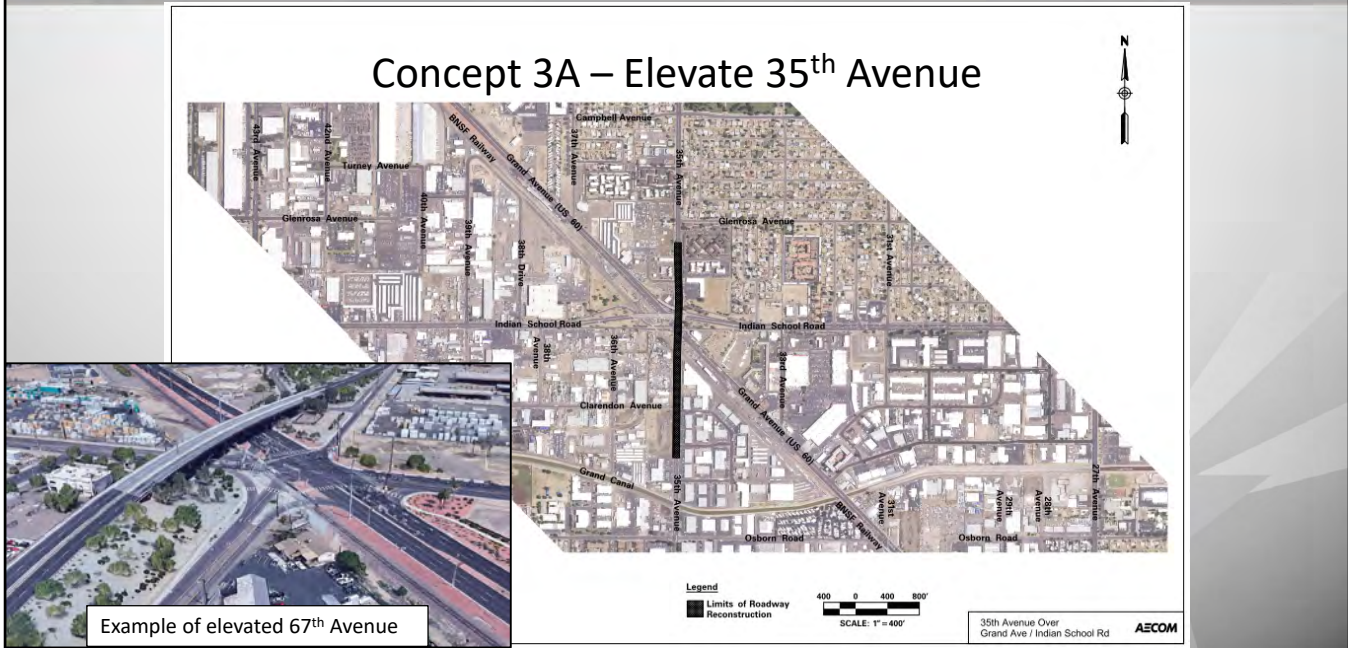 Concept 3A – Elevate 35th Avenue
N
Campbell Avenue
BNSF Railway
Grand Avenue (US 60)
37th Avenue
35th Avenue
43rd Avenue
42nd Avenue
Turney Avenue
40th Avenue
39th Avenue
38th Drive
Glenrosa Avenue
Glenrosa Avenue
31st Avenue
Indian School Road
Indian School Road
38th Avenue
36th Avenue
33rd Avenue
Clarendon Avenue
Grand Avenue (US 60)
Grand Canal
35th Avenue
31st Avenue
BNSF Railway
29th Avenue
28th Avenue
27th Avenue
Osborn Road
Osborn Road
Example of elevated 67th Avenue
Legend
Limits of Roadway
Reconstruction
400 0 400 800'
SCALE: 1" = 400'
35th Avenue Over
Grand Ave / Indian School Rd
AECOM